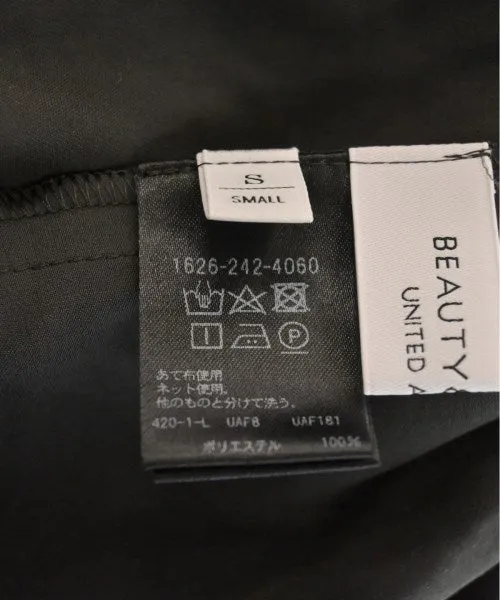 S
SMALL
1626-242-4060
あて布使用
ネット使用。
他のものと分けて洗う。
420-1-L UAF8 UAF181
ポリエステル 100%
BEAUTY
UNITED A